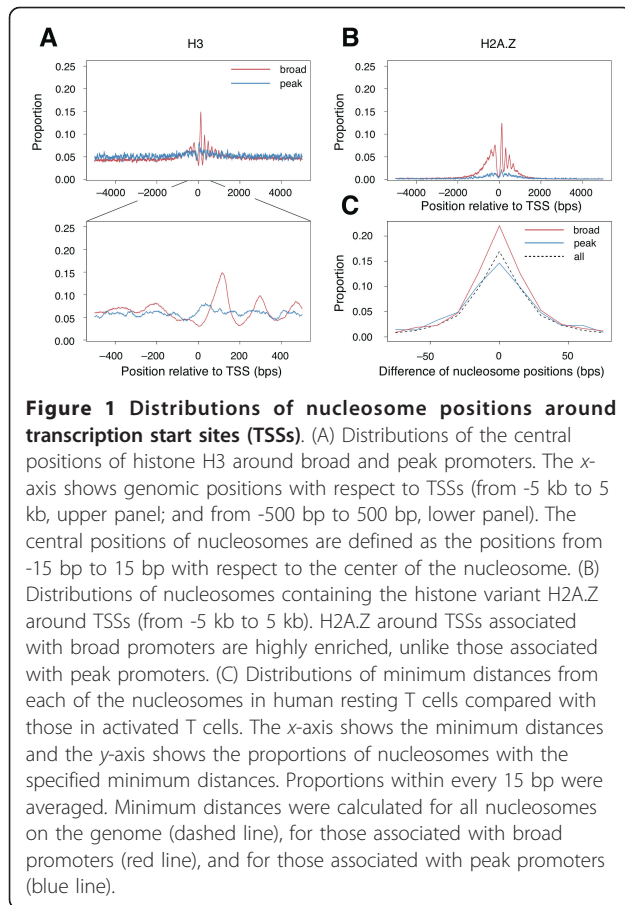 A
H3
B
H2A.Z
0.25
0.20
0.15
0.10
0.05
0.00
Proportion
broad
peak
−4000 −2000 0 2000 4000
0.25
0.20
0.15
0.10
0.05
0.00
Proportion
−4000 −2000 0 2000 4000
Position relative to TSS (bps)
0.25
0.20
0.15
0.10
0.05
0.00
Proportion
−400 −200 0 200 400
Position relative to TSS (bps)
C
0.20
0.15
0.10
0.05
0.00
Proportion
broad
peak
all
−50 0 50
Difference of nucleosome positions (bps)
Figure 1 Distributions of nucleosome positions around
transcription start sites (TSSs). (A) Distributions of the central
positions of histone H3 around broad and peak promoters. The x-
axis shows genomic positions with respect to TSSs (from -5 kb to 5
kb, upper panel; and from -500 bp to 500 bp, lower panel). The
central positions of nucleosomes are defined as the positions from
-15 bp to 15 bp with respect to the center of the nucleosome. (B)
Distributions of nucleosomes containing the histone variant H2A.Z
around TSSs (from -5 kb to 5 kb). H2A.Z around TSSs associated
with broad promoters are highly enriched, unlike those associated
with peak promoters. (C) Distributions of minimum distances from
each of the nucleosomes in human resting T cells compared with
those in activated T cells. The x-axis shows the minimum distances
and the y-axis shows the proportions of nucleosomes with the
specified minimum distances. Proportions within every 15 bp were
averaged. Minimum distances were calculated for all nucleosomes
on the genome (dashed line), for those associated with broad
promoters (red line), and for those associated with peak promoters
(blue line).